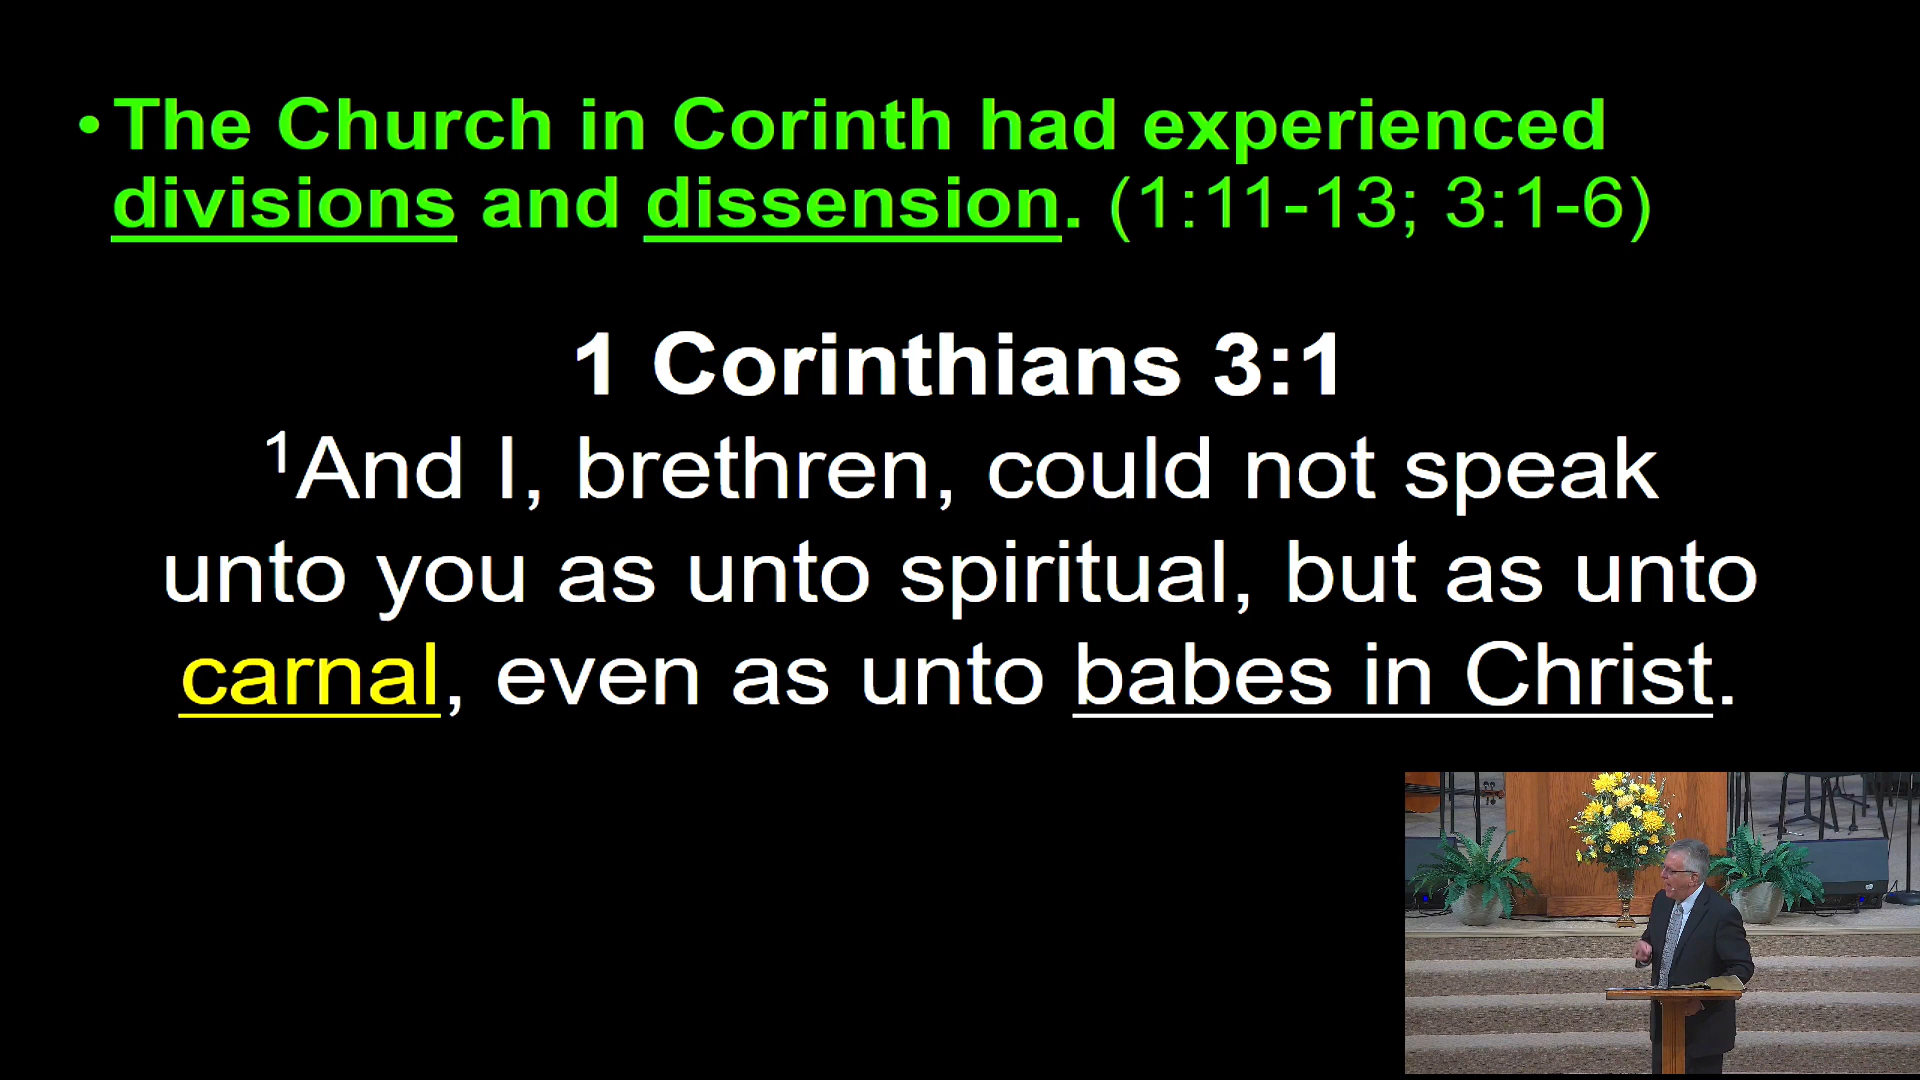 • The Church in Corinth had experienced
divisions and dissension. (1:11-13; 3:1-6)
1 Corinthians 3:1
¹And I, brethren, could not speak
unto you as unto spiritual, but as unto
carnal, even as unto babes in Christ.